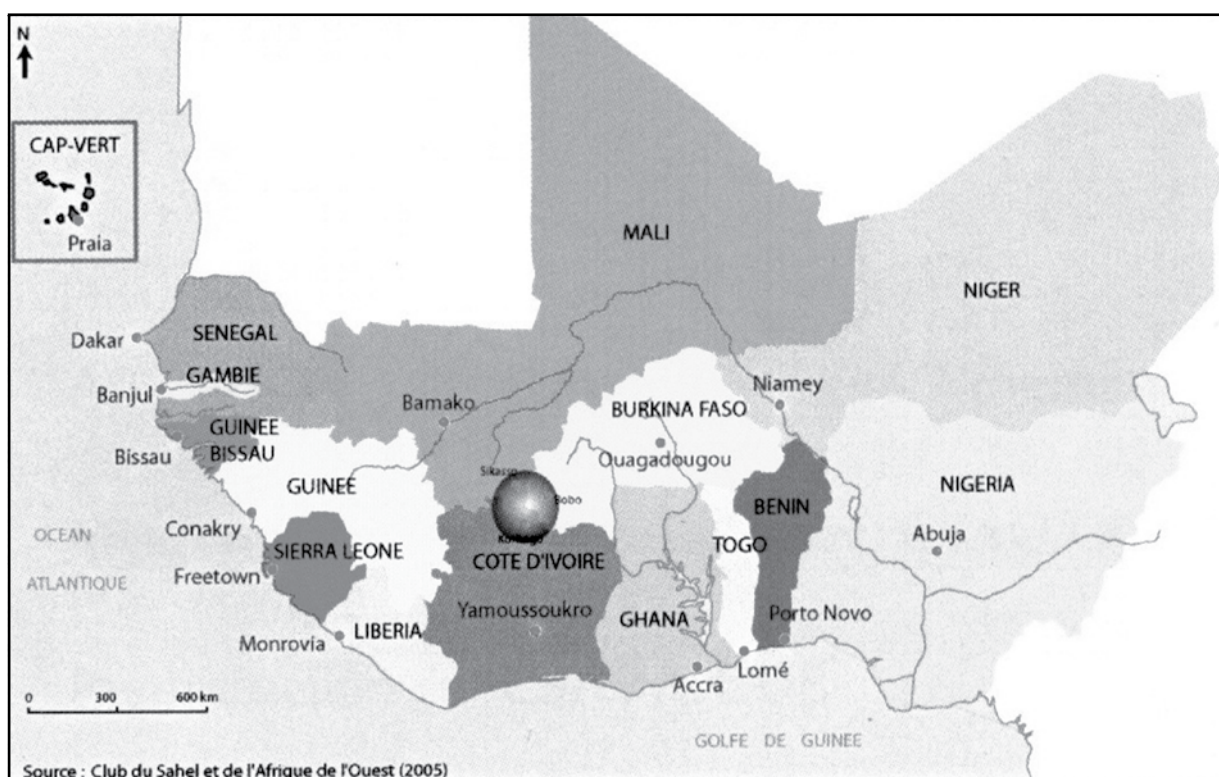 N
CAP-VERT
Praia
MALI
NIGER
Dakar
SENEGAL
GAMBIE
Banjul
Niamey
Bamako
BURKINA FASO
GUINEE
BISSAU
Bissau
Ouagadougou
Sikasso
GUINEE
Bobo
BENIN
NIGERIA
Conakry
Korhogo
OCEAN
ATLANTIQUE
SIERRA LEONE
TOGO
Abuja
COTE D'IVOIRE
Freetown
Yamoussoukro
GHANA
Porto Novo
LIBERIA
Monrovia
Lomé
Accra
0 300 600 km
GOLFE DE GUINEE
Source : Club du Sahel et de l'Afrique de l'Ouest (2005)